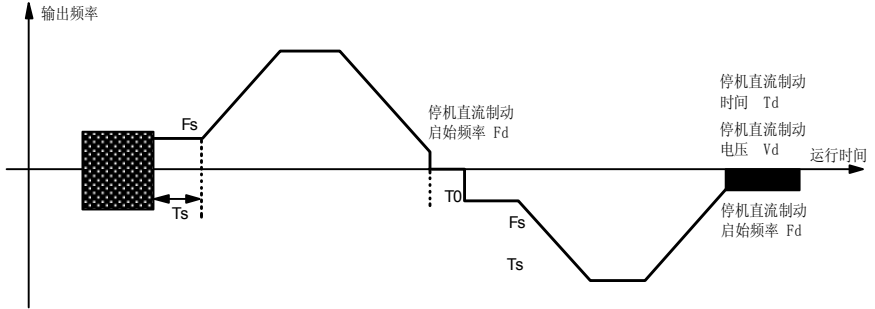 输出频率
Fs
Ts
停机直流制动
启始频率 Fd
T0
Fs
Ts
停机直流制动
时间 Td
停机直流制动
电压 Vd
运行时间
停机直流制动
启始频率 Fd